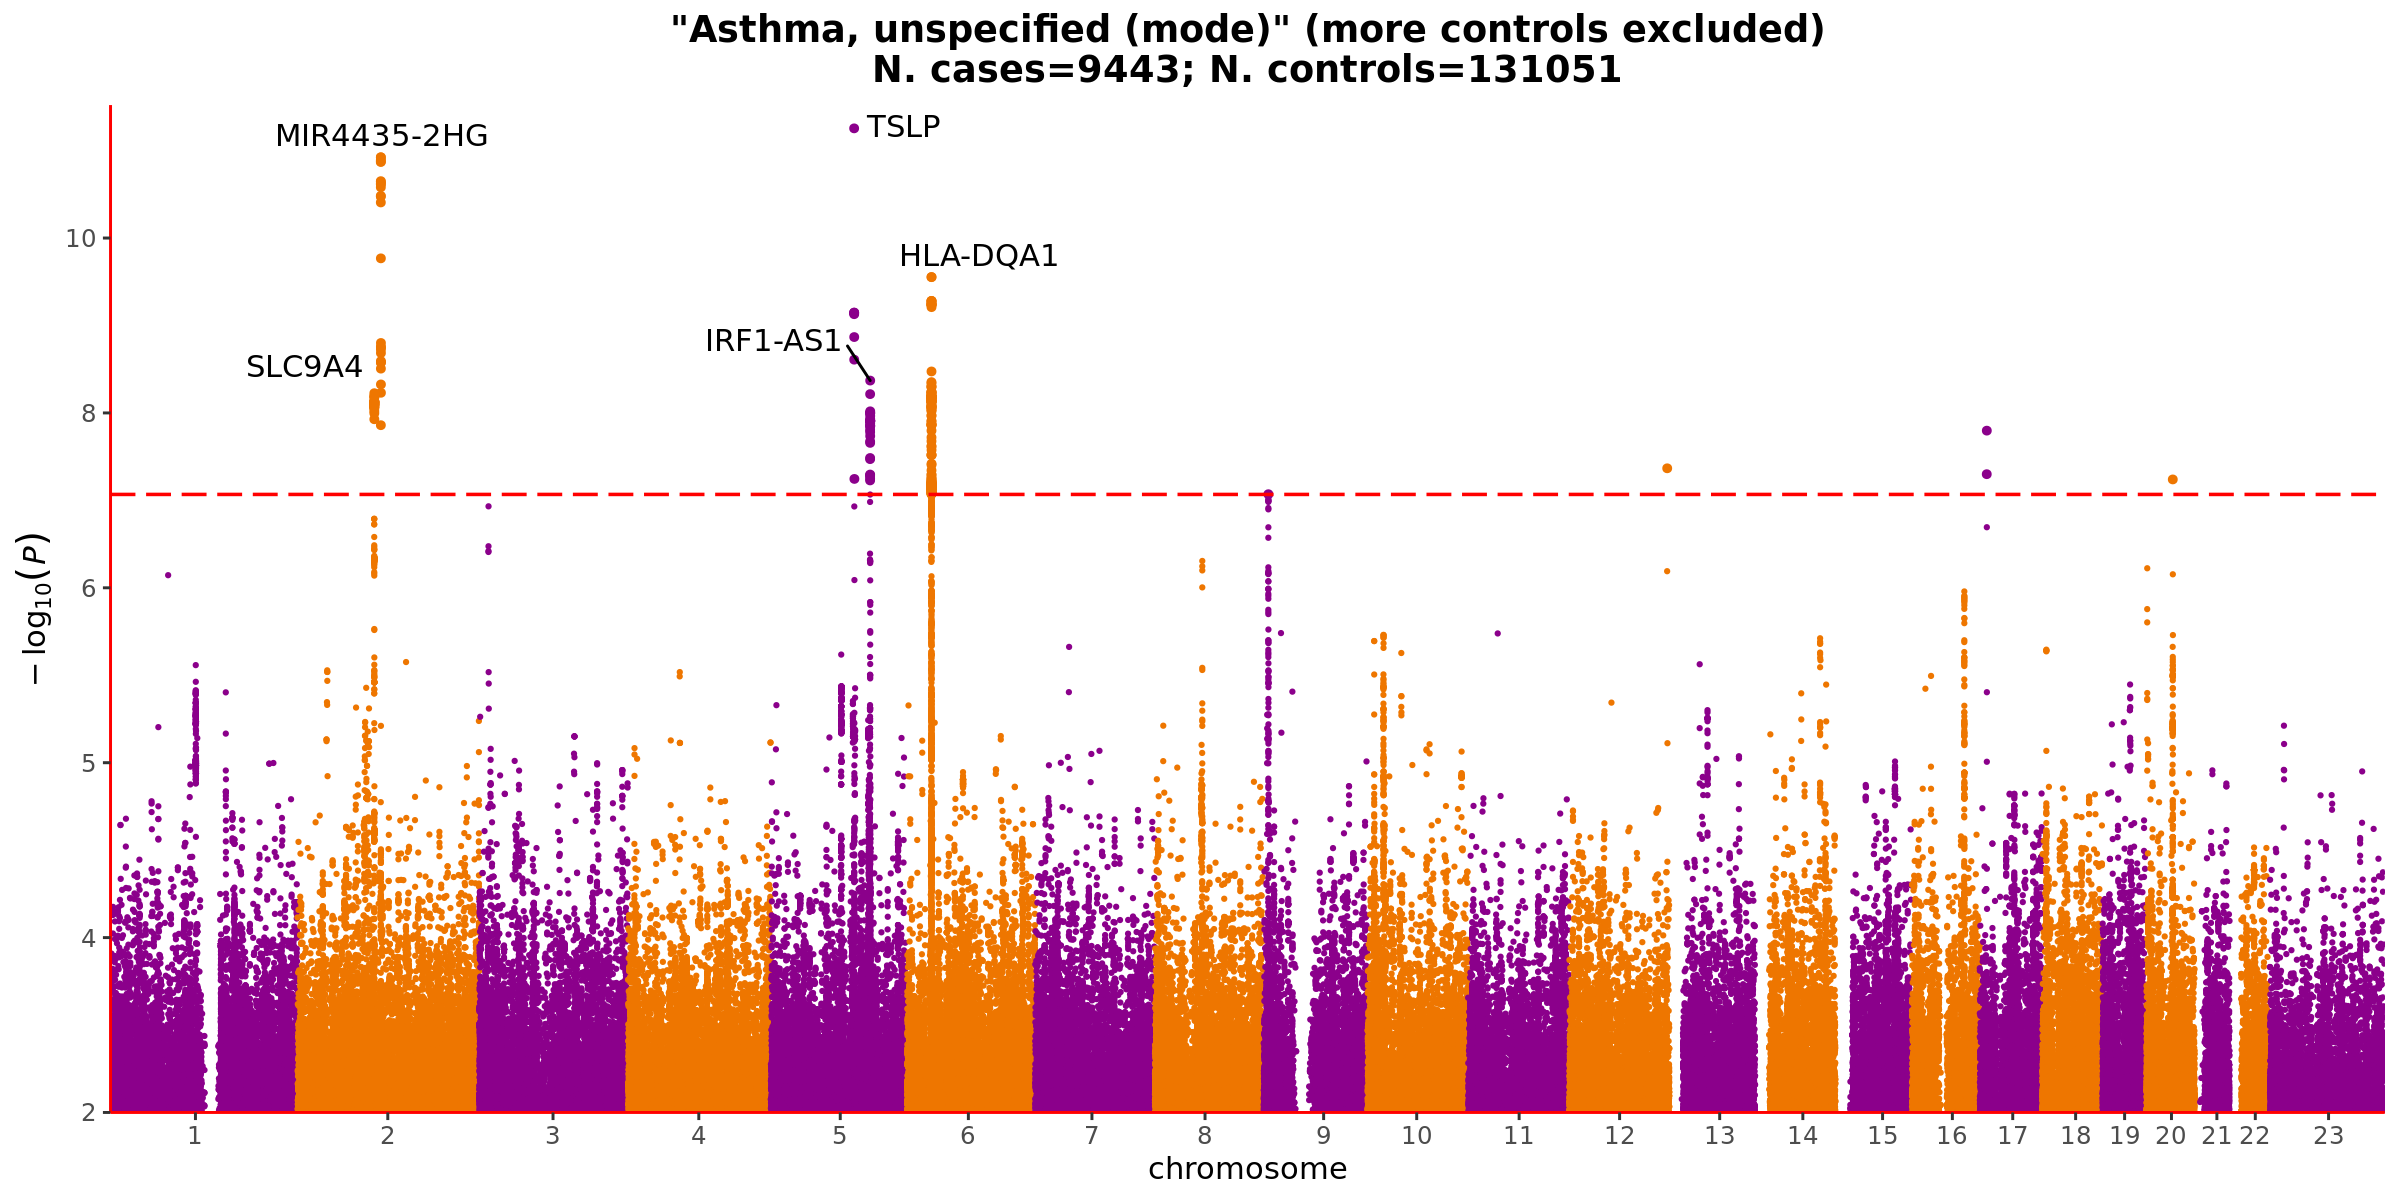 "Asthma, unspecified (mode)" (more controls excluded)
N. cases=9443; N. controls=131051
MIR4435-2HG
TSLP
HLA-DQA1
IRF1-AS1
SLC9A4
10
8
6
5
4
2
−log₁₀(P)
1 2 3 4 5 6 7 8 9 10 11 12 13 14 15 16 17 18 19 20 21 22 23
chromosome